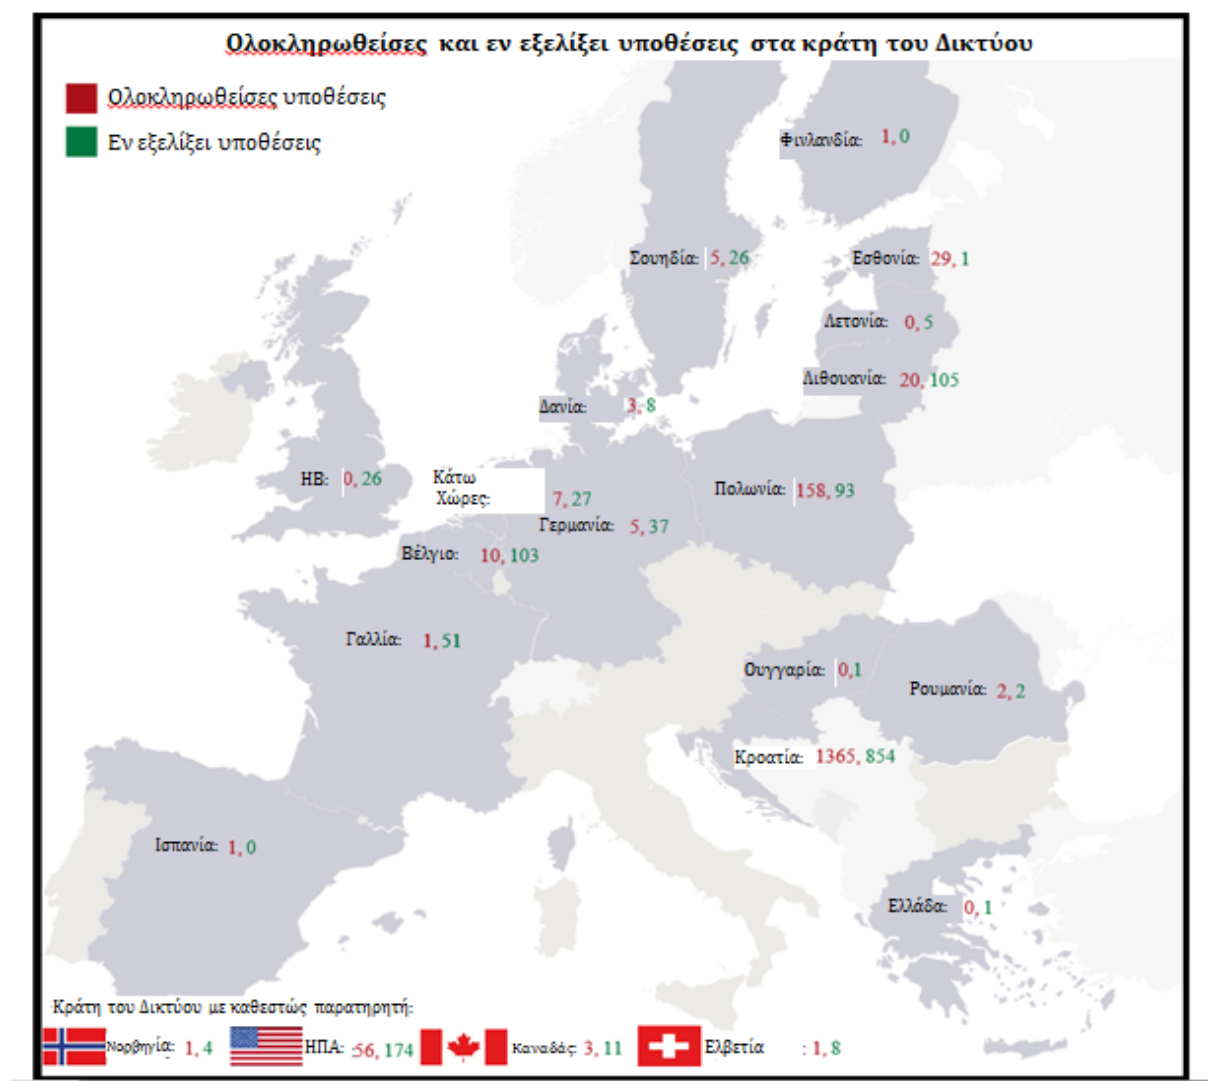 Ολοκληρωθείσες και εν εξελίξει υποθέσεις στα κράτη του Δικτύου
Ολοκληρωθείσες υποθέσεις
Εν εξελίξει υποθέσεις
Φινλανδία: 1, 0
Σουηδία: 5, 26
Εσθονία: 29, 1
Λετονία: 0, 5
Λιθουανία: 20, 105
Δανία: 3, 8
ΗΒ: 0, 26
Κάτω
Χώρες: 7, 27
Πολωνία: 158, 93
Γερμανία: 5, 37
Βέλγιο: 10, 103
Γαλλία: 1, 51
Ουγγαρία: 0,1
Ρουμανία: 2, 2
Κροατία: 1365, 854
Ισπανία: 1, 0
Ελλάδα: 0, 1
Κράτη του Δικτύου με καθεστώς παρατηρητή:
Νορβηγία: 1, 4 ΗΠΑ: :56, 174 Καναδάς: 3, 11 Ελβετία : 1, 8